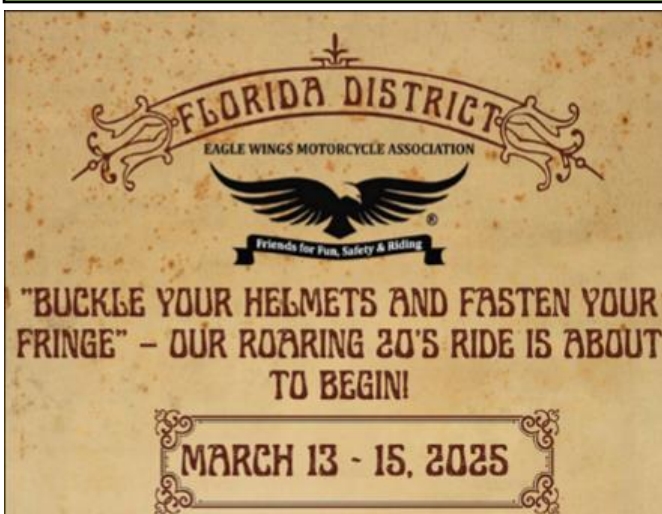 FLORIDA DISTRICT
EAGLE WINGS MOTORCYCLE ASSOCIATION
®
Friends for Fun, Safety & Riding
"BUCKLE YOUR HELMETS AND FASTEN YOUR
FRINGE" – OUR ROARING 20'S RIDE IS ABOUT
TO BEGIN!
MARCH 13 - 15, 2025